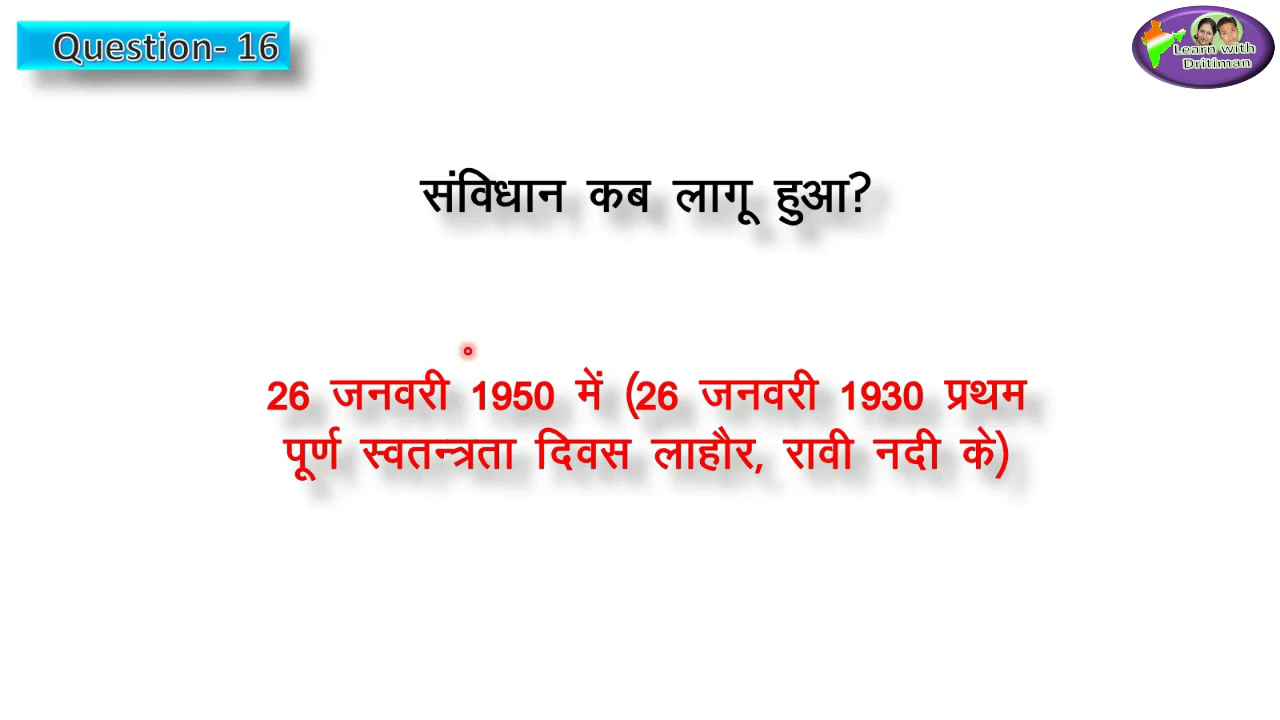 Question- 16
Learn with
Dritiman
संविधान कब लागू हुआ?
26 जनवरी 1950 में (26 जनवरी 1930 प्रथम
पूर्ण स्वतन्त्रता दिवस लाहौर, रावी नदी के)